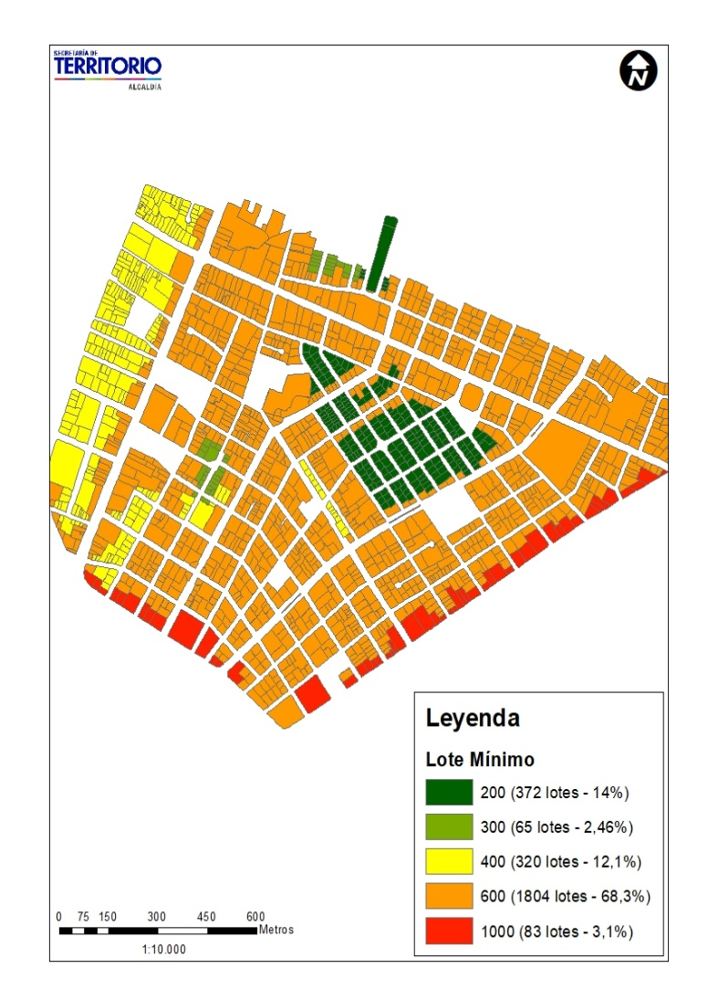 SECRETARÍA DE
TERRITORIO
ALCALDÍA
N
Leyenda
Lote Mínimo
200 (372 lotes - 14%)
300 (65 lotes - 2,46%)
400 (320 lotes - 12,1%)
600 (1804 lotes - 68,3%)
1000 (83 lotes - 3,1%)
0 75 150 300 450 600
Metros
1:10.000